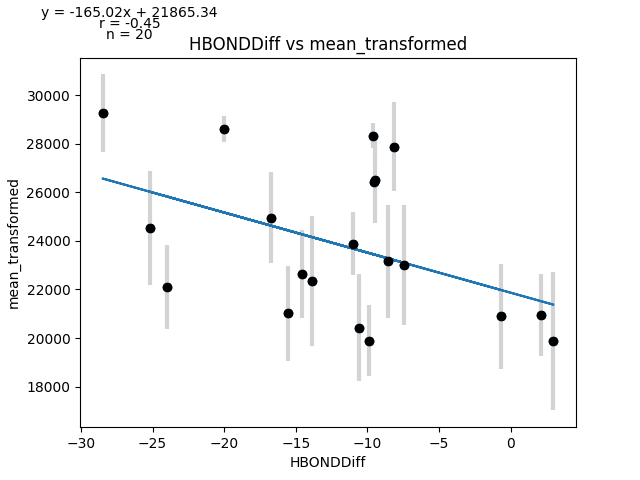 y = -165.02x + 21865.34
r = -0.45
n = 20
HBONDDiff vs mean_transformed
mean_transformed
30000
28000
26000
24000
22000
20000
18000
−30
−25
−20
−15
−10
−5
0
HBONDDiff